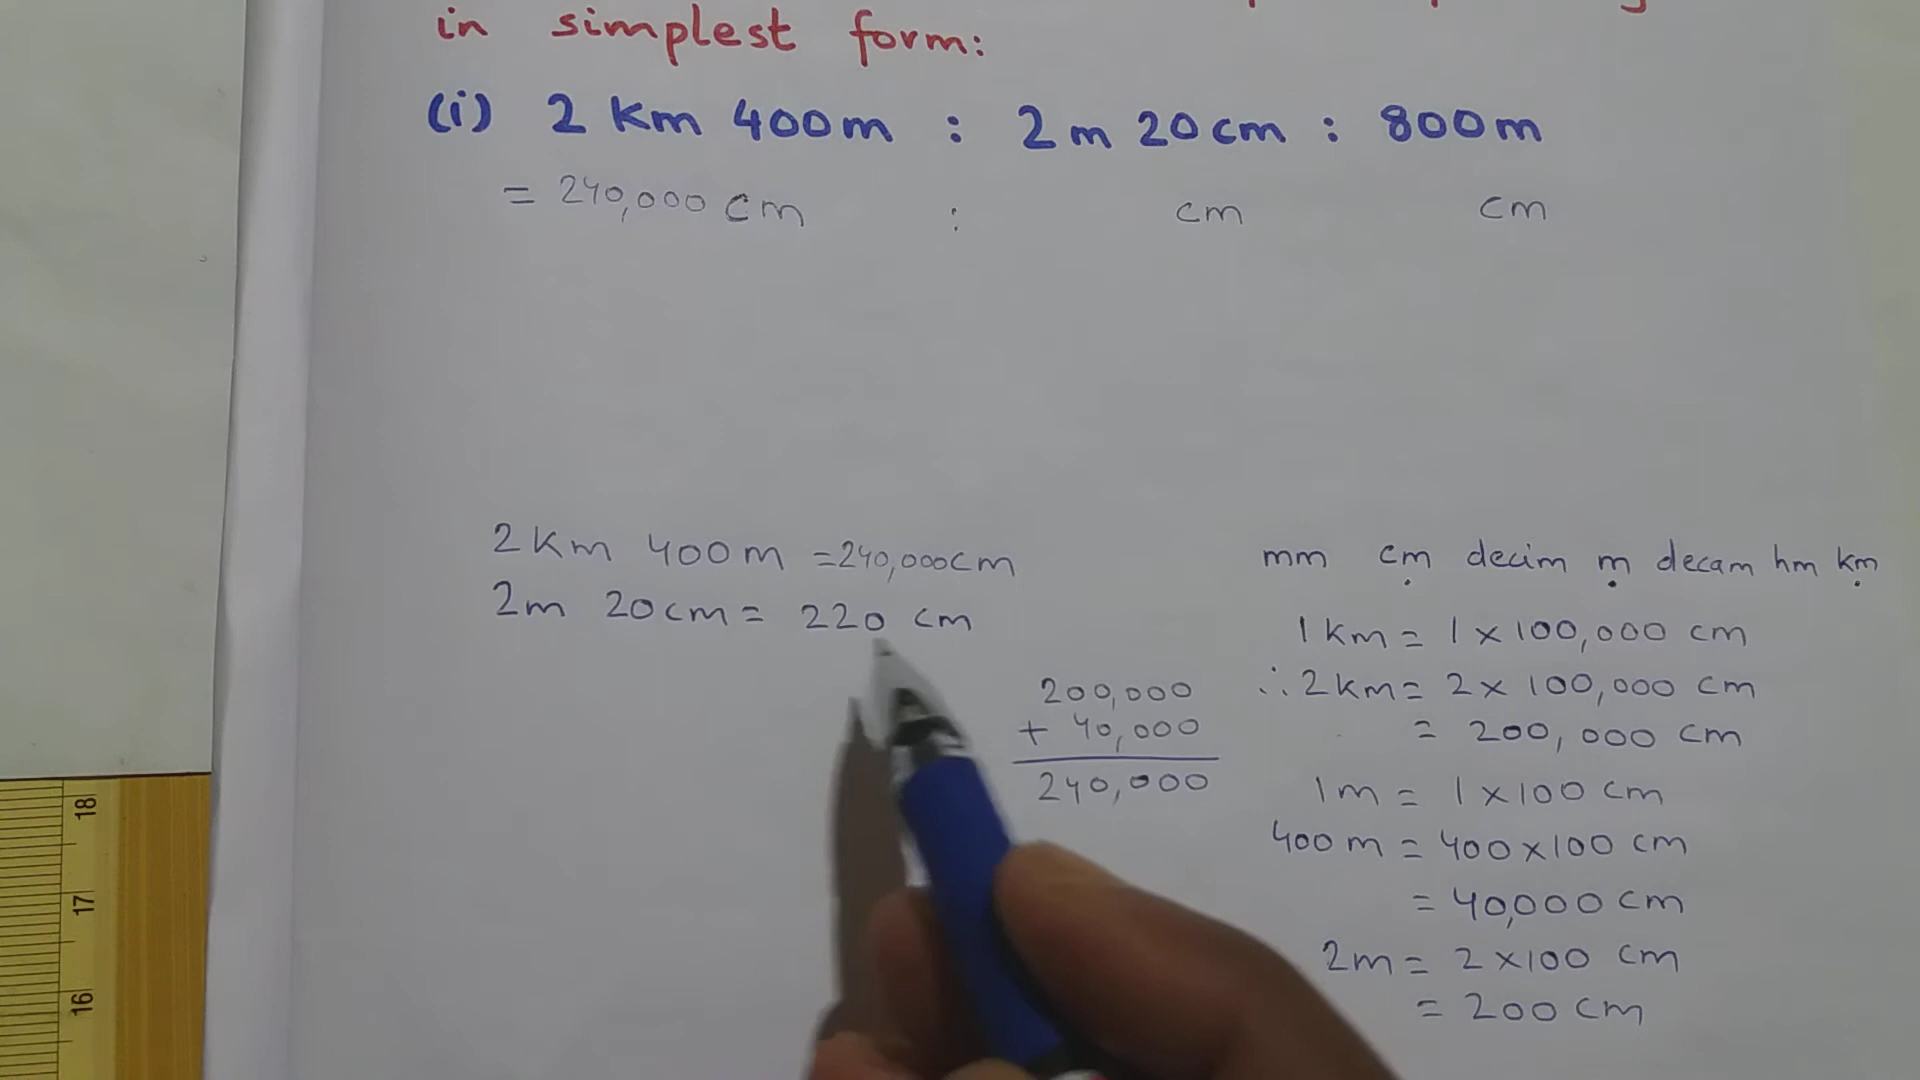 in simplest form:
(i) 2 Km 400m : 2m 20cm : 800m
= 240,000 cm : cm cm
2 Km 400m = 240,000cm
2m 20cm = 220 cm
200,000
+ 40,000
240,000
mm cm decim m decam hm km
1 Km = 1 × 100,000 cm
∴ 2 Km = 2 × 100,000 cm
= 200,000 cm
1m = 1 × 100 cm
400 m = 400 × 100 cm
= 40,000 cm
2m = 2 × 100 cm
= 200 cm
18
17
16